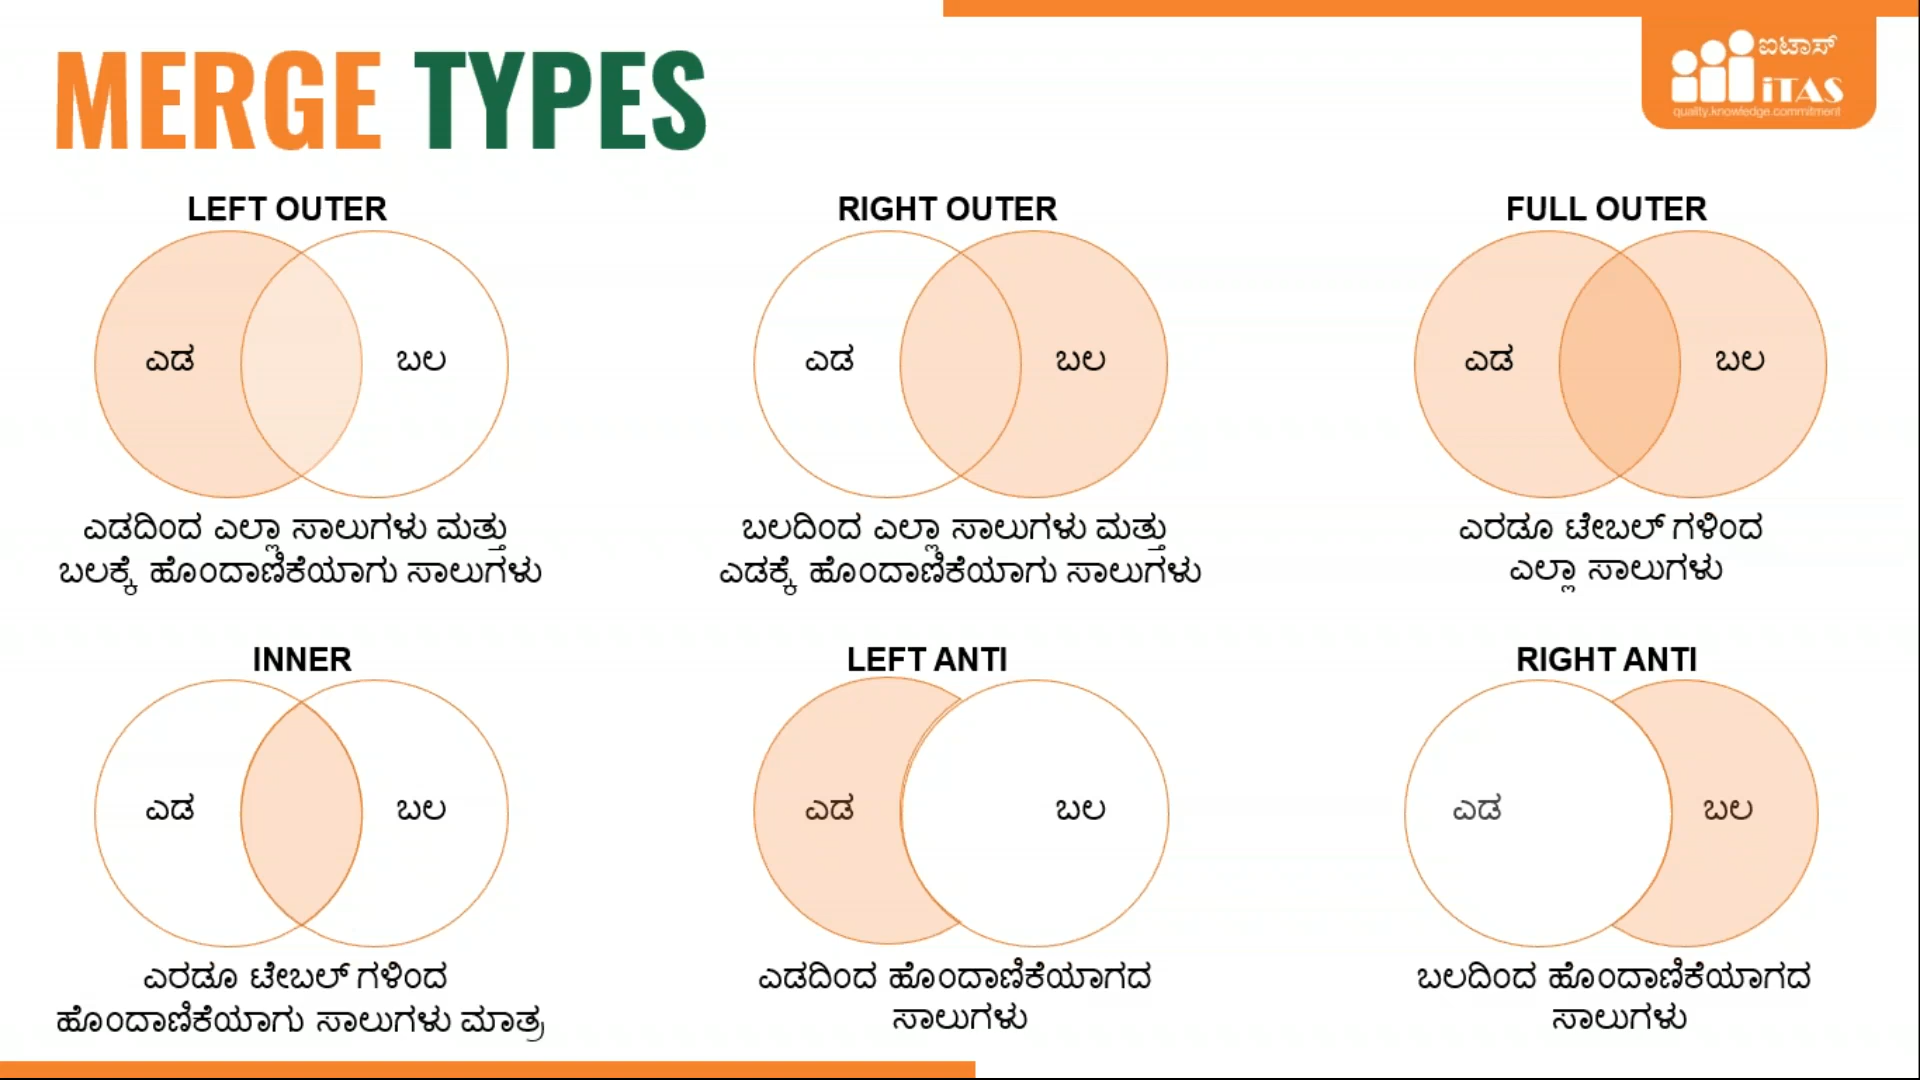 MERGE TYPES
ಐಟಾಸ್
iTAS
quality.knowledge.commitment
LEFT OUTER
ಎಡ
ಬಲ
ಎಡದಿಂದ ಎಲ್ಲಾ ಸಾಲುಗಳು ಮತ್ತು
ಬಲಕ್ಕೆ ಹೊಂದಾಣಿಕೆಯಾಗು ಸಾಲುಗಳು
RIGHT OUTER
ಎಡ
ಬಲ
ಬಲದಿಂದ ಎಲ್ಲಾ ಸಾಲುಗಳು ಮತ್ತು
ಎಡಕ್ಕೆ ಹೊಂದಾಣಿಕೆಯಾಗು ಸಾಲುಗಳು
FULL OUTER
ಎಡ
ಬಲ
ಎರಡೂ ಟೇಬಲ್ ಗಳಿಂದ
ಎಲ್ಲಾ ಸಾಲುಗಳು
INNER
ಎಡ
ಬಲ
ಎರಡೂ ಟೇಬಲ್ ಗಳಿಂದ
ಹೊಂದಾಣಿಕೆಯಾಗು ಸಾಲುಗಳು ಮಾತ್ರ
LEFT ANTI
ಎಡ
ಬಲ
ಎಡದಿಂದ ಹೊಂದಾಣಿಕೆಯಾಗದ
ಸಾಲುಗಳು
RIGHT ANTI
ಎಡ
ಬಲ
ಬಲದಿಂದ ಹೊಂದಾಣಿಕೆಯಾಗದ
ಸಾಲುಗಳು